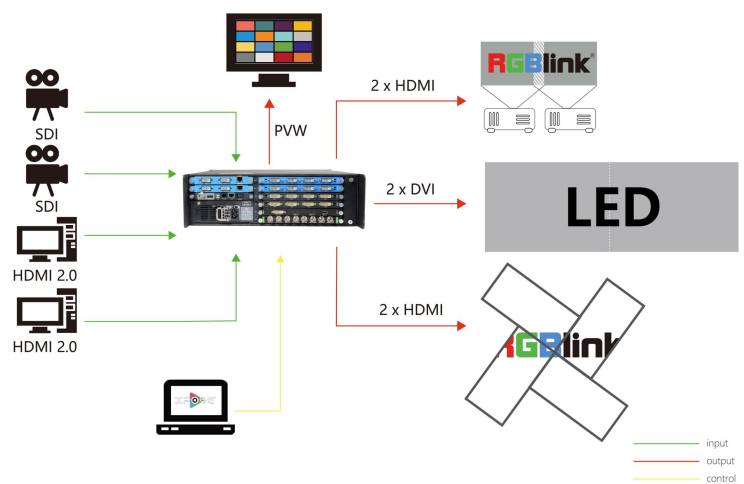 2 x HDMI
RGBlink®
PVW
SDI
2 x DVI
LED
SDI
HDMI 2.0
2 x HDMI
HDMI 2.0
RGBlink
input
output
control